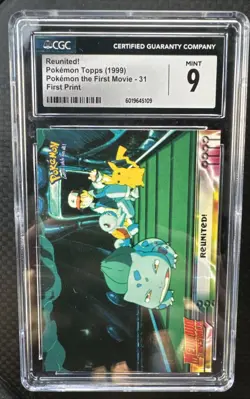 CGC
CERTIFIED GUARANTY COMPANY
Reunited!
Pokémon Topps (1999)
Pokémon the First Movie - 31
First Print
MINT
9
6019645109
POKÉMON
REUNITED!